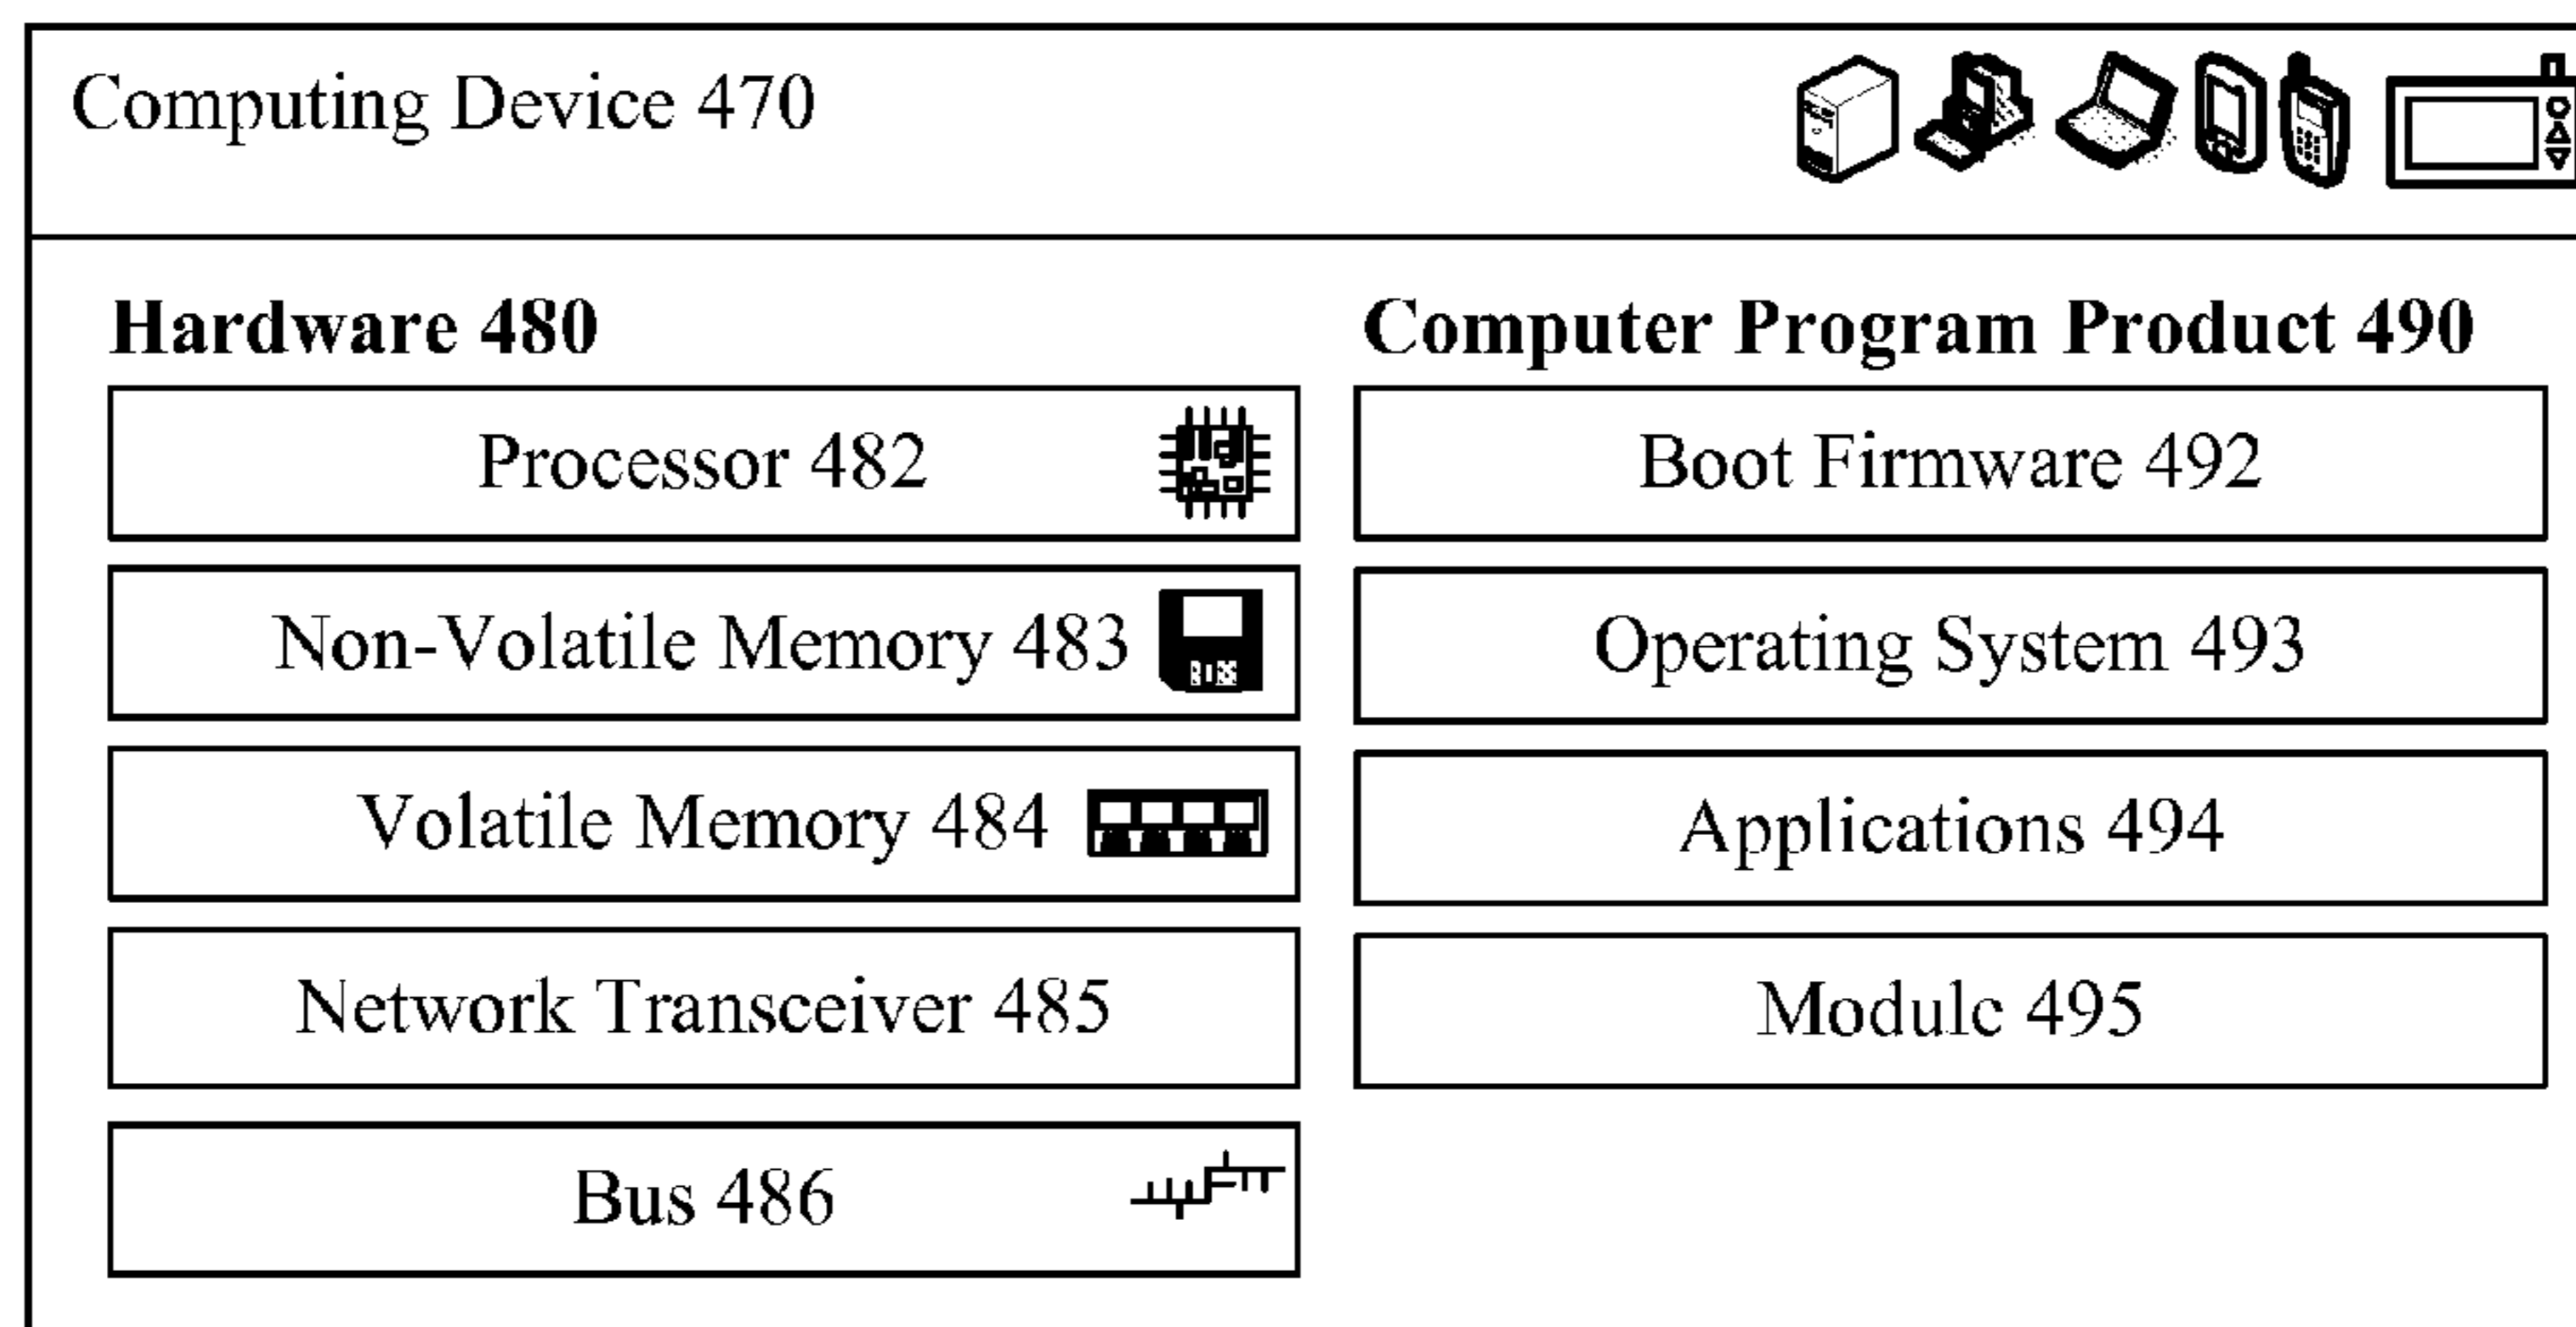 Computing Device 470
Hardware 480
Processor 482
Non-Volatile Memory 483
Volatile Memory 484
Network Transceiver 485
Bus 486
Computer Program Product 490
Boot Firmware 492
Operating System 493
Applications 494
Module 495